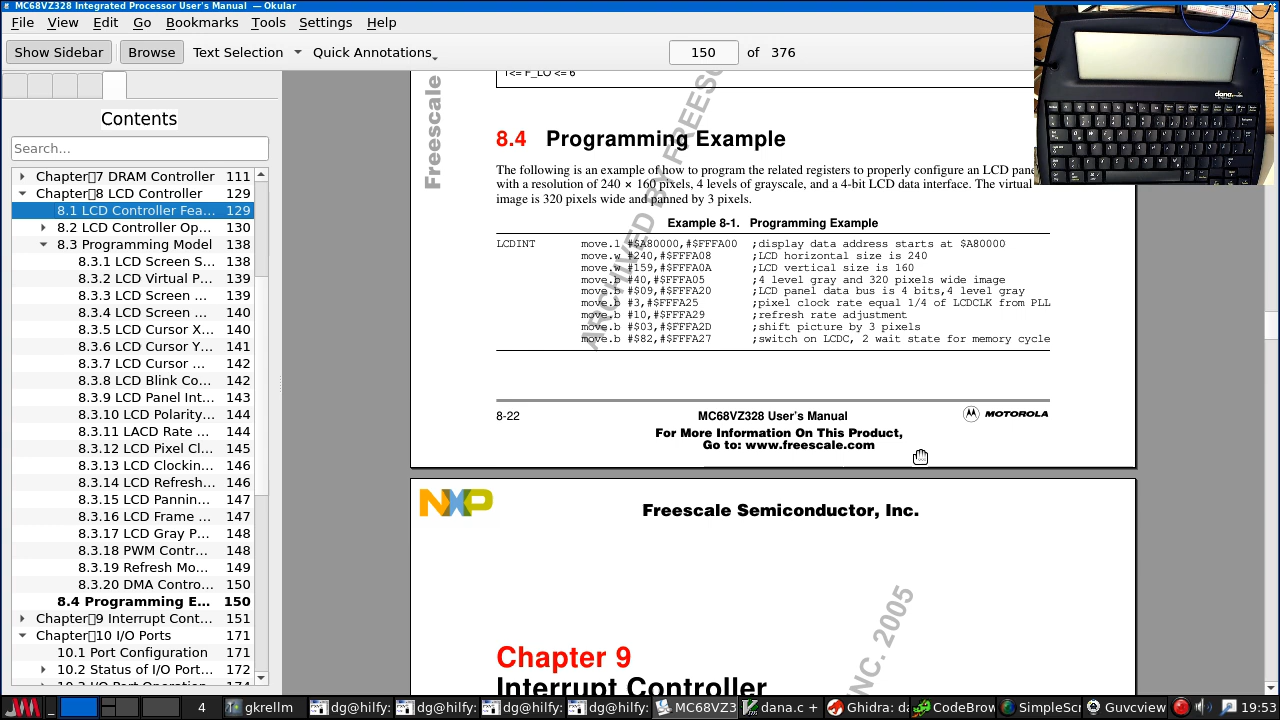 MC68VZ328 Integrated Processor User's Manual — Okular
File View Edit Go Bookmarks Tools Settings Help
Show Sidebar Browse Text Selection Quick Annotations 150 of 376
Contents
Search...
Chapter▯7 DRAM Controller 111
Chapter▯8 LCD Controller 129
8.1 LCD Controller Fea... 129
8.2 LCD Controller Op... 130
8.3 Programming Model 138
8.3.1 LCD Screen S... 138
8.3.2 LCD Virtual P... 139
8.3.3 LCD Screen ... 139
8.3.4 LCD Screen ... 140
8.3.5 LCD Cursor X... 140
8.3.6 LCD Cursor Y... 141
8.3.7 LCD Cursor ... 142
8.3.8 LCD Blink Co... 142
8.3.9 LCD Panel Int... 143
8.3.10 LCD Polarity... 144
8.3.11 LACD Rate ... 144
8.3.12 LCD Pixel Cl... 145
8.3.13 LCD Clockin... 146
8.3.14 LCD Refresh... 146
8.3.15 LCD Pannin... 147
8.3.16 LCD Frame ... 147
8.3.17 LCD Gray P... 148
8.3.18 PWM Contr... 148
8.3.19 Refresh Mo... 149
8.3.20 DMA Contro... 150
8.4 Programming E... 150
Chapter▯9 Interrupt Cont... 151
Chapter▯10 I/O Ports 171
10.1 Port Configuration 171
10.2 Status of I/O Port... 172
Freescale
ARCHIVED BY FREESC
8.4 Programming Example
The following is an example of how to program the related registers to properly configure an LCD pane
with a resolution of 240 × 160 pixels, 4 levels of grayscale, and a 4-bit LCD data interface. The virtual
image is 320 pixels wide and panned by 3 pixels.
Example 8-1. Programming Example
LCDINT move.l #$A80000,#$FFFA00 ;display data address starts at $A80000
move.w #240,#$FFFA08 ;LCD horizontal size is 240
move.w #159,#$FFFA0A ;LCD vertical size is 160
move.b #40,#$FFFA05 ;4 level gray and 320 pixels wide image
move.b #$09,#$FFFA20 ;LCD panel data bus is 4 bits,4 level gray
move.b #3,#$FFFA25 ;pixel clock rate equal 1/4 of LCDCLK from PLL
move.b #10,#$FFFA29 ;refresh rate adjustment
move.b #$03,#$FFFA2D ;shift picture by 3 pixels
move.b #$82,#$FFFA27 ;switch on LCDC, 2 wait state for memory cycle
8-22 MC68VZ328 User's Manual MOTOROLA
For More Information On This Product,
Go to: www.freescale.com
NXP Freescale Semiconductor, Inc.
INC. 2005
Chapter 9
Interrupt Controller
dana
4 gkrellm dg@hilfy: dg@hilfy: dg@hilfy: dg@hilfy: MC68VZ3 dana.c + Ghidra: da CodeBrow SimpleScr Guvcview 19:53